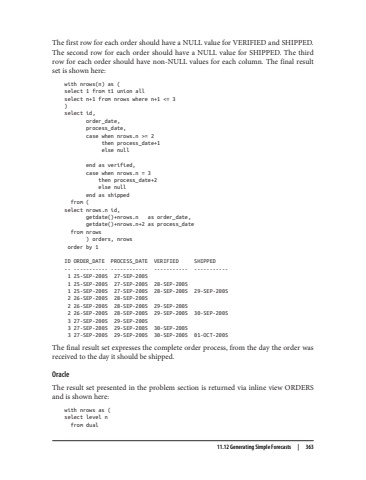 The first row for each order should have a NULL value for VERIFIED and SHIPPED.
The second row for each order should have a NULL value for SHIPPED. The third
row for each order should have non-NULL values for each column. The final result
set is shown here:
with nrows(n) as (
select 1 from t1 union all
select n+1 from nrows where n+1 <= 3
)
select id,
order_date,
process_date,
case when nrows.n >= 2
then process_date+1
else null
end as verified,
case when nrows.n = 3
then process_date+2
else null
end as shipped
from (
select nrows.n id,
getdate()+nrows.n as order_date,
getdate()+nrows.n+2 as process_date
from nrows
) orders, nrows
order by 1
ID ORDER_DATE PROCESS_DATE VERIFIED SHIPPED
-- ----------- ----------- ----------- -----------
1 25-SEP-2005 27-SEP-2005
1 25-SEP-2005 27-SEP-2005 28-SEP-2005
1 25-SEP-2005 27-SEP-2005 28-SEP-2005 29-SEP-2005
2 26-SEP-2005 28-SEP-2005
2 26-SEP-2005 28-SEP-2005 29-SEP-2005
2 26-SEP-2005 28-SEP-2005 29-SEP-2005 30-SEP-2005
3 27-SEP-2005 29-SEP-2005
3 27-SEP-2005 29-SEP-2005 30-SEP-2005
3 27-SEP-2005 29-SEP-2005 30-SEP-2005 01-OCT-2005
The final result set expresses the complete order process, from the day the order was
received to the day it should be shipped.
Oracle
The result set presented in the problem section is returned via inline view ORDERS
and is shown here:
with nrows as (
select level n
from dual
11.12 Generating Simple Forecasts | 363